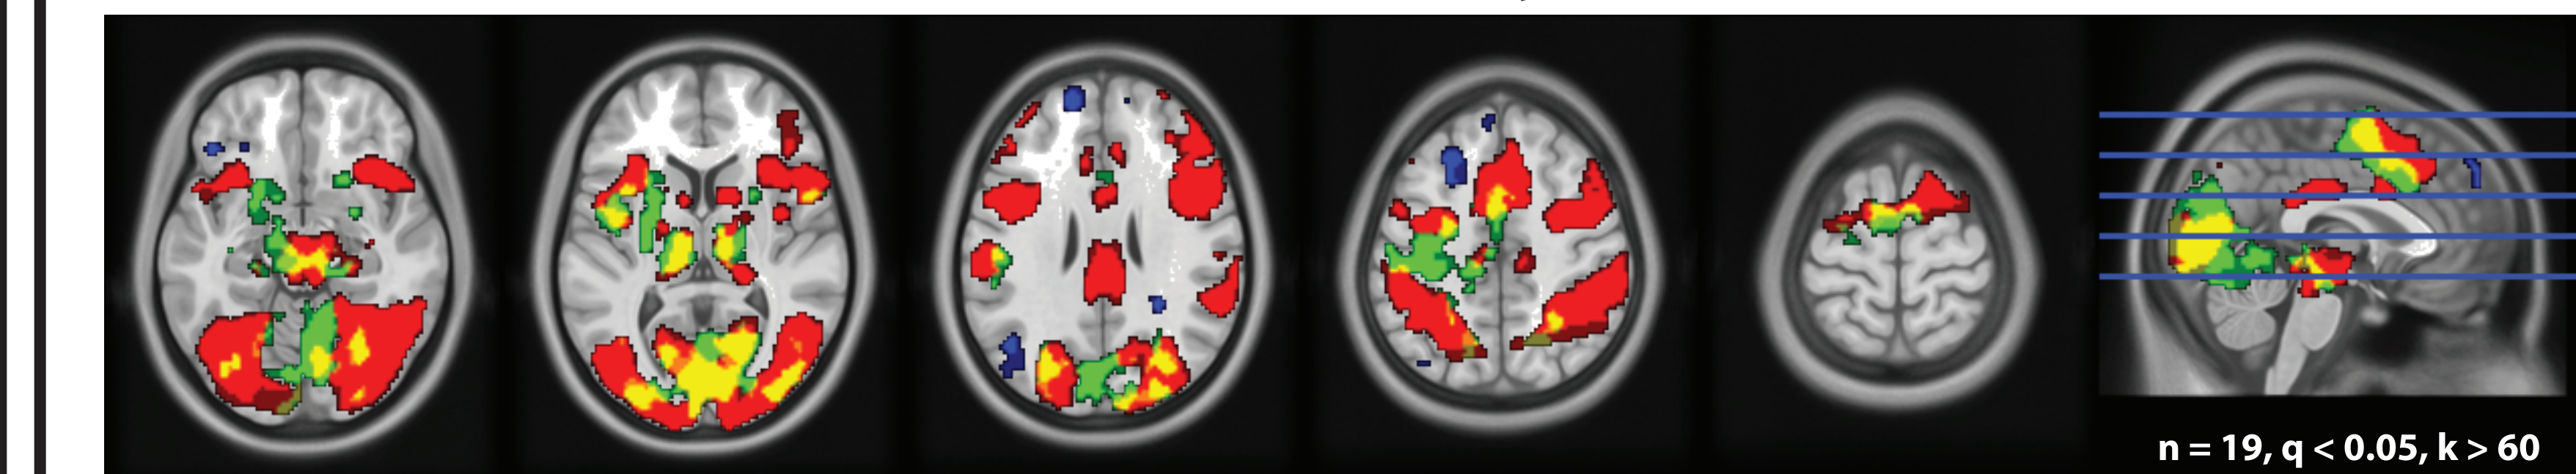 n = 19, q < 0.05, k > 60